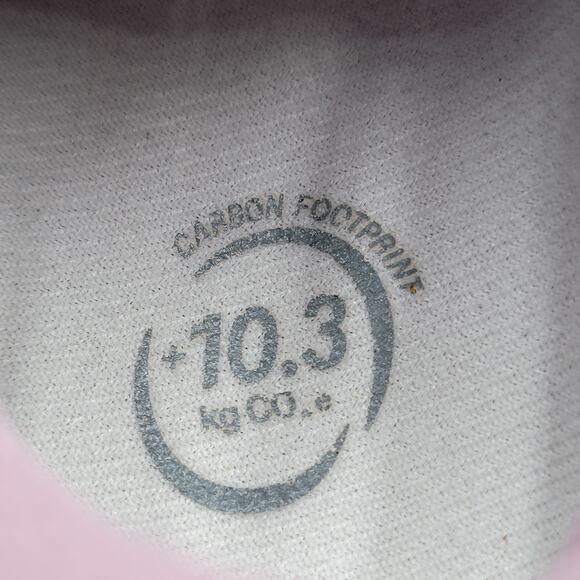 CARBON FOOTPRINT
+10.3
kg CO₂e